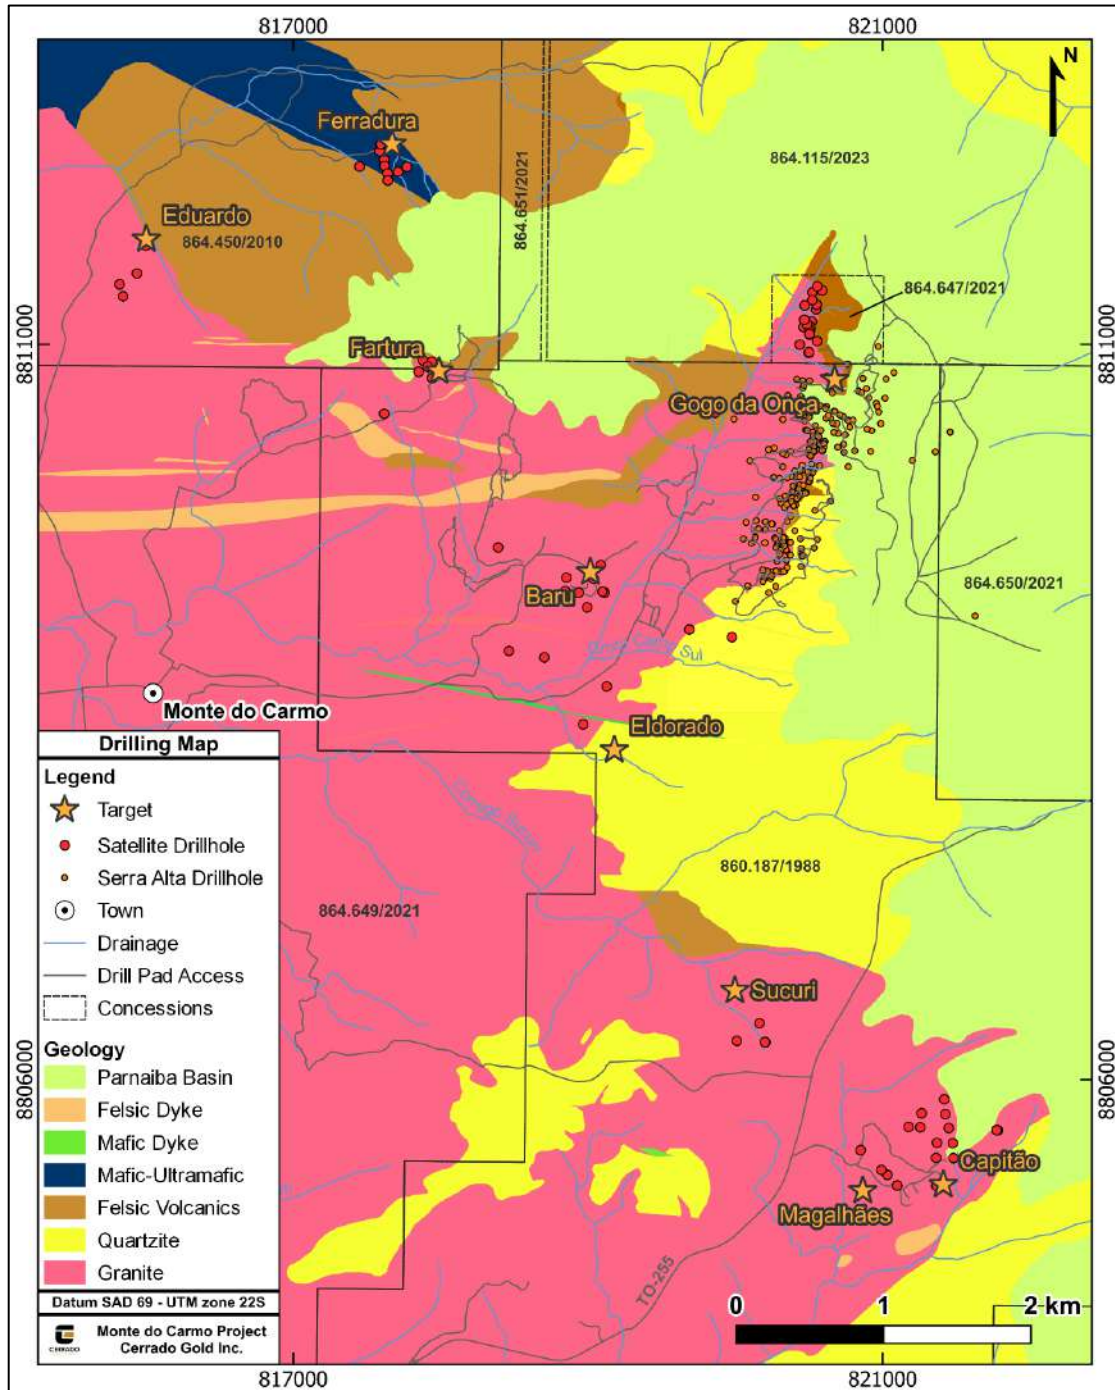 817000
821000
N
Ferradura
864.115/2023
864.651/2021
Eduardo
864.450/2010
864.647/2021
8811000
8811000
Fartura
Gogo da Onça
Baru
864.650/2021
Sul
Monte do Carmo
Eldorado
Drilling Map
Legend
Target
Satellite Drillhole
Serra Alta Drillhole
Town
Drainage
Drill Pad Access
Concessions
860.187/1988
864.649/2021
Sucuri
Geology
Parnaiba Basin
Felsic Dyke
Mafic Dyke
Mafic-Ultramafic
Felsic Volcanics
Quartzite
Granite
8806000
8806000
Capitão
Magalhães
TO-255
Datum SAD 69 - UTM zone 22S
CERRADO
Monte do Carmo Project
Cerrado Gold Inc.
0 1 2 km
817000
821000